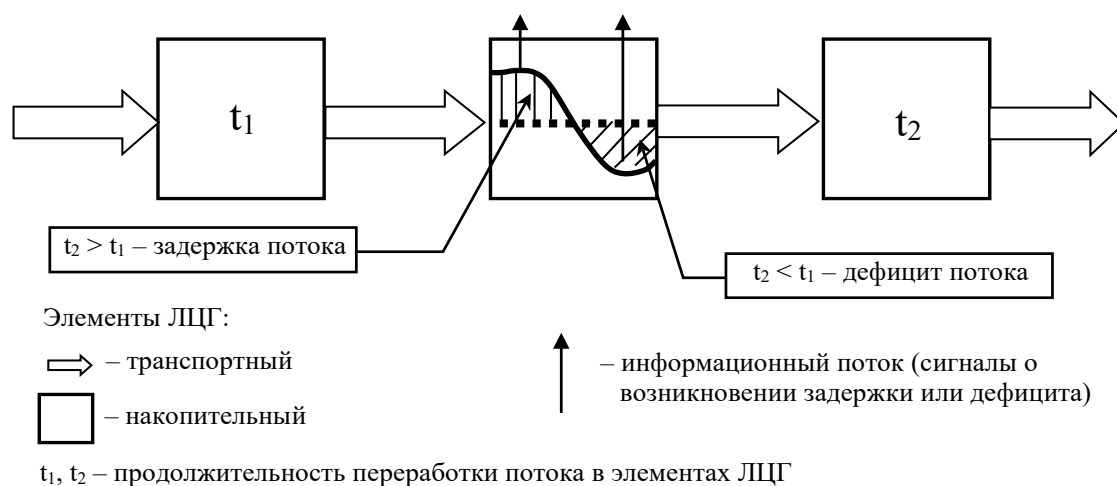 t₁
t₂
t₂ > t₁ – задержка потока
t₂ < t₁ – дефицит потока
Элементы ЛЦГ:
– транспортный
– накопительный
– информационный поток (сигналы о
возникновении задержки или дефицита)
t₁, t₂ – продолжительность переработки потока в элементах ЛЦГ